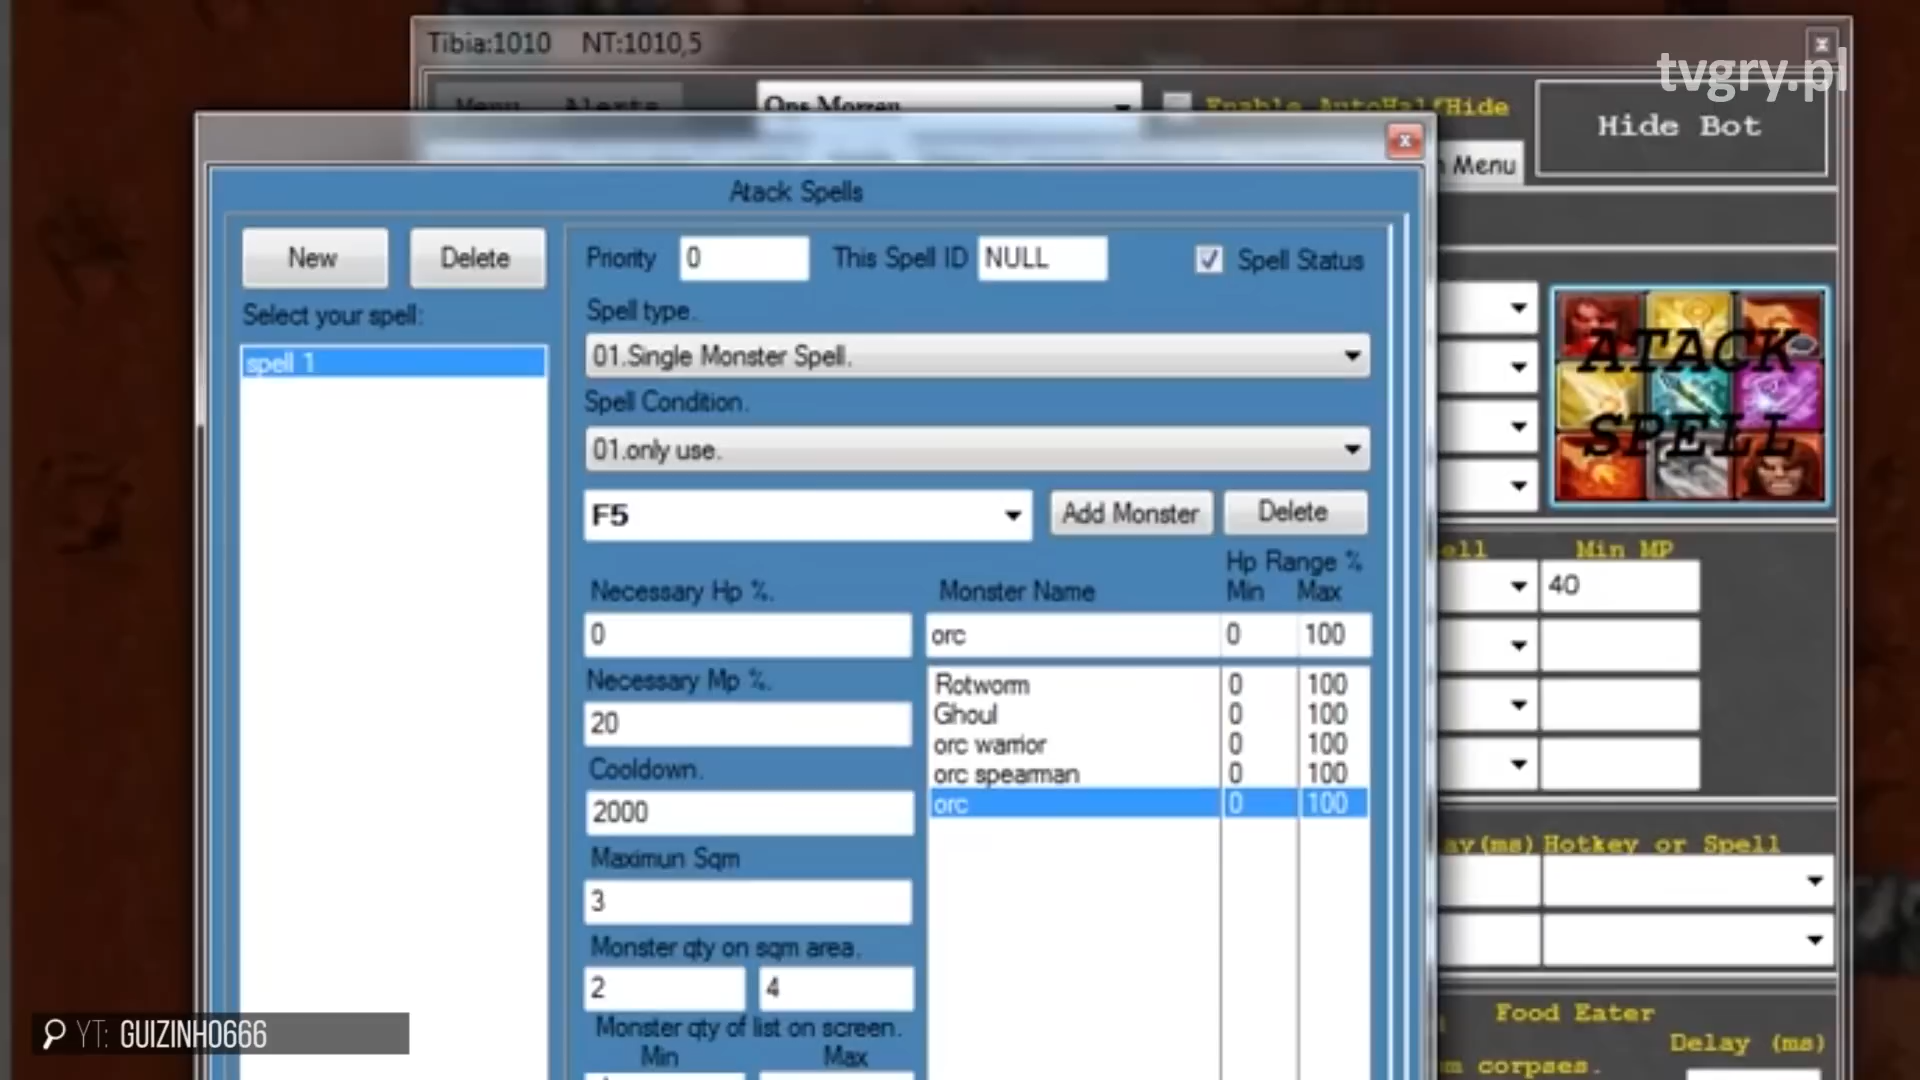 Tibia:1010 NT:1010,5
tvgry.pl
Menu Alerts
Enable AutoHalfHide
Hide Bot
Menu
Atack Spells
New Delete
Priority 0 This Spell ID NULL Spell Status
Select your spell:
spell 1
Spell type.
01.Single Monster Spell.
Spell Condition.
01.only use.
F5 Add Monster Delete
ATACK
SPELL
Hp Range %
Necessary Hp %. Monster Name Min Max
0 orc 0 100
Necessary Mp %.
20
Rotworm 0 100
Ghoul 0 100
orc warrior 0 100
orc spearman 0 100
orc 0 100
Cooldown.
2000
Maximun Sqm
3
Monster qty on sqm area.
2 4
Monster qty of list on screen.
Min Max
Min MP
40
Hotkey or Spell
Food Eater
Delay (ms)
corpses.
YT: GUIZINHO666